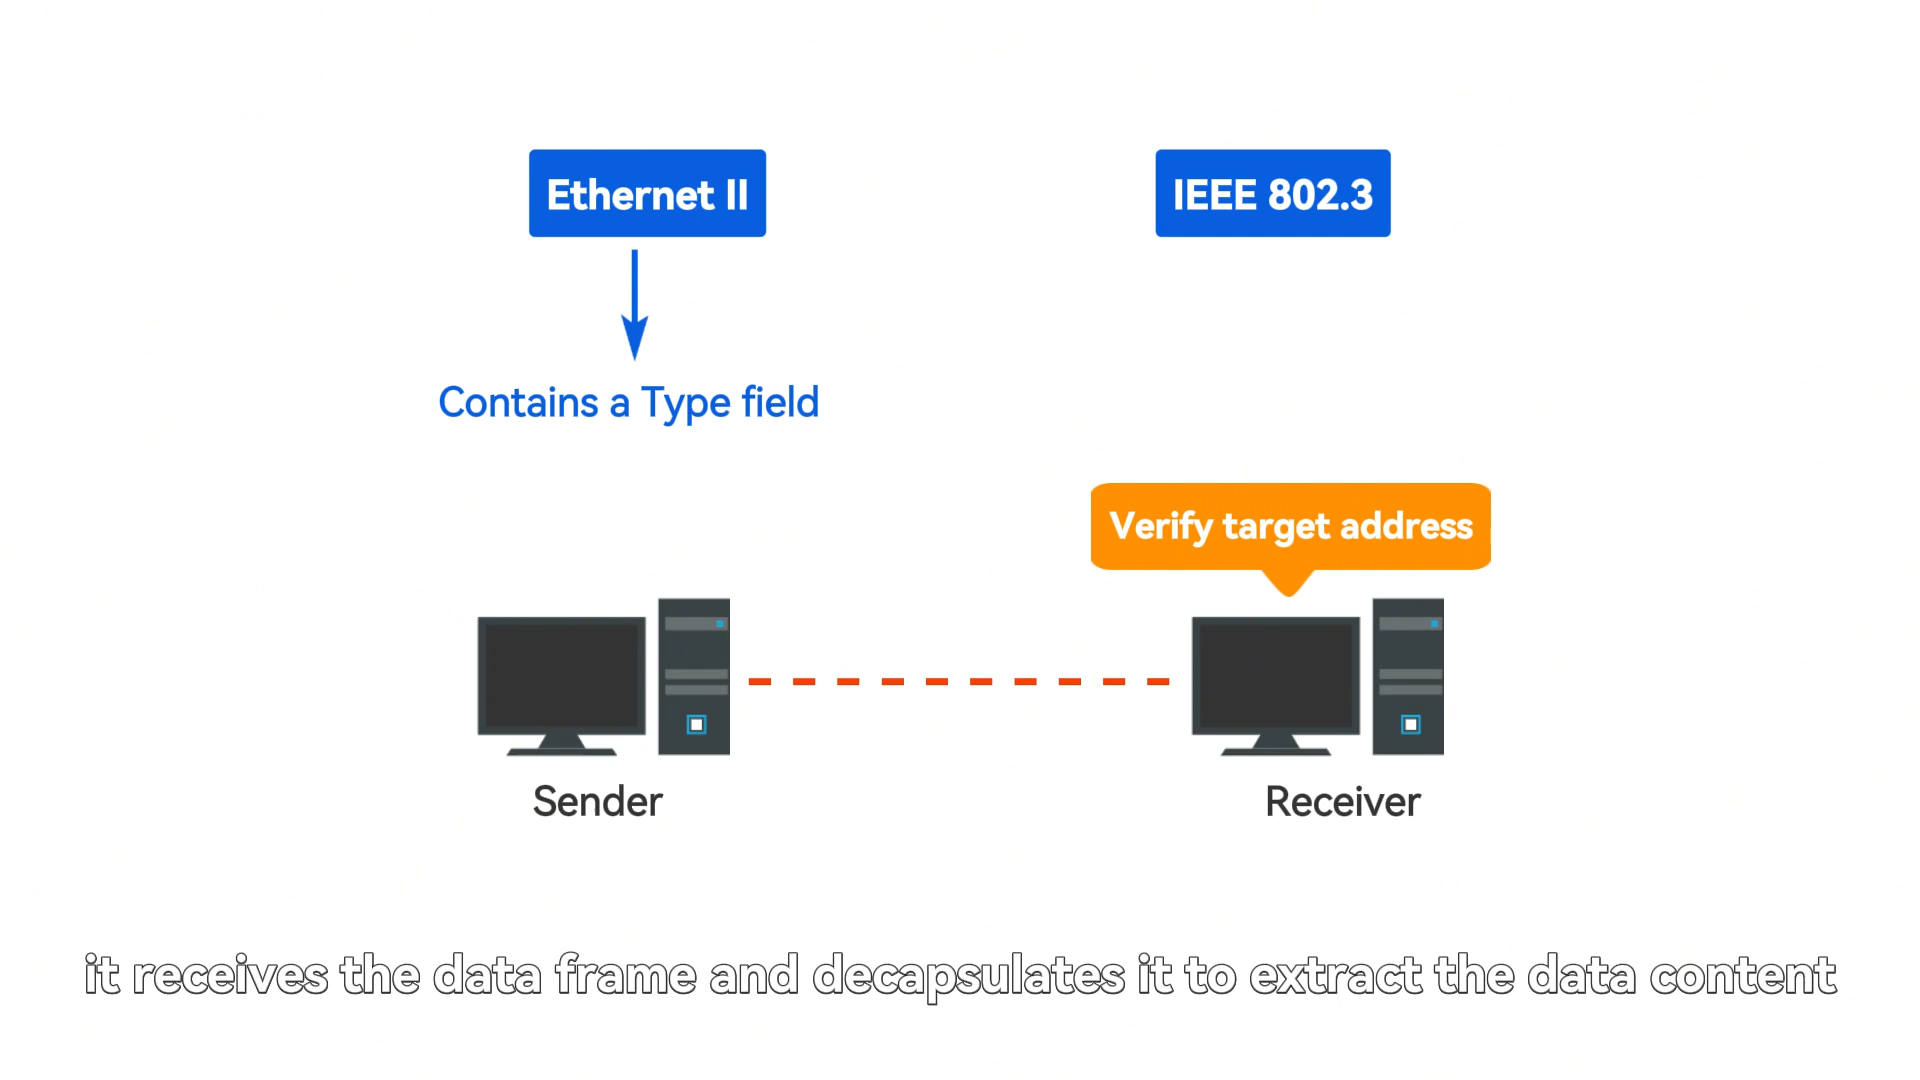 Ethernet II
IEEE 802.3
Contains a Type field
Verify target address
Sender
Receiver
it receives the data frame and decapsulates it to extract the data content